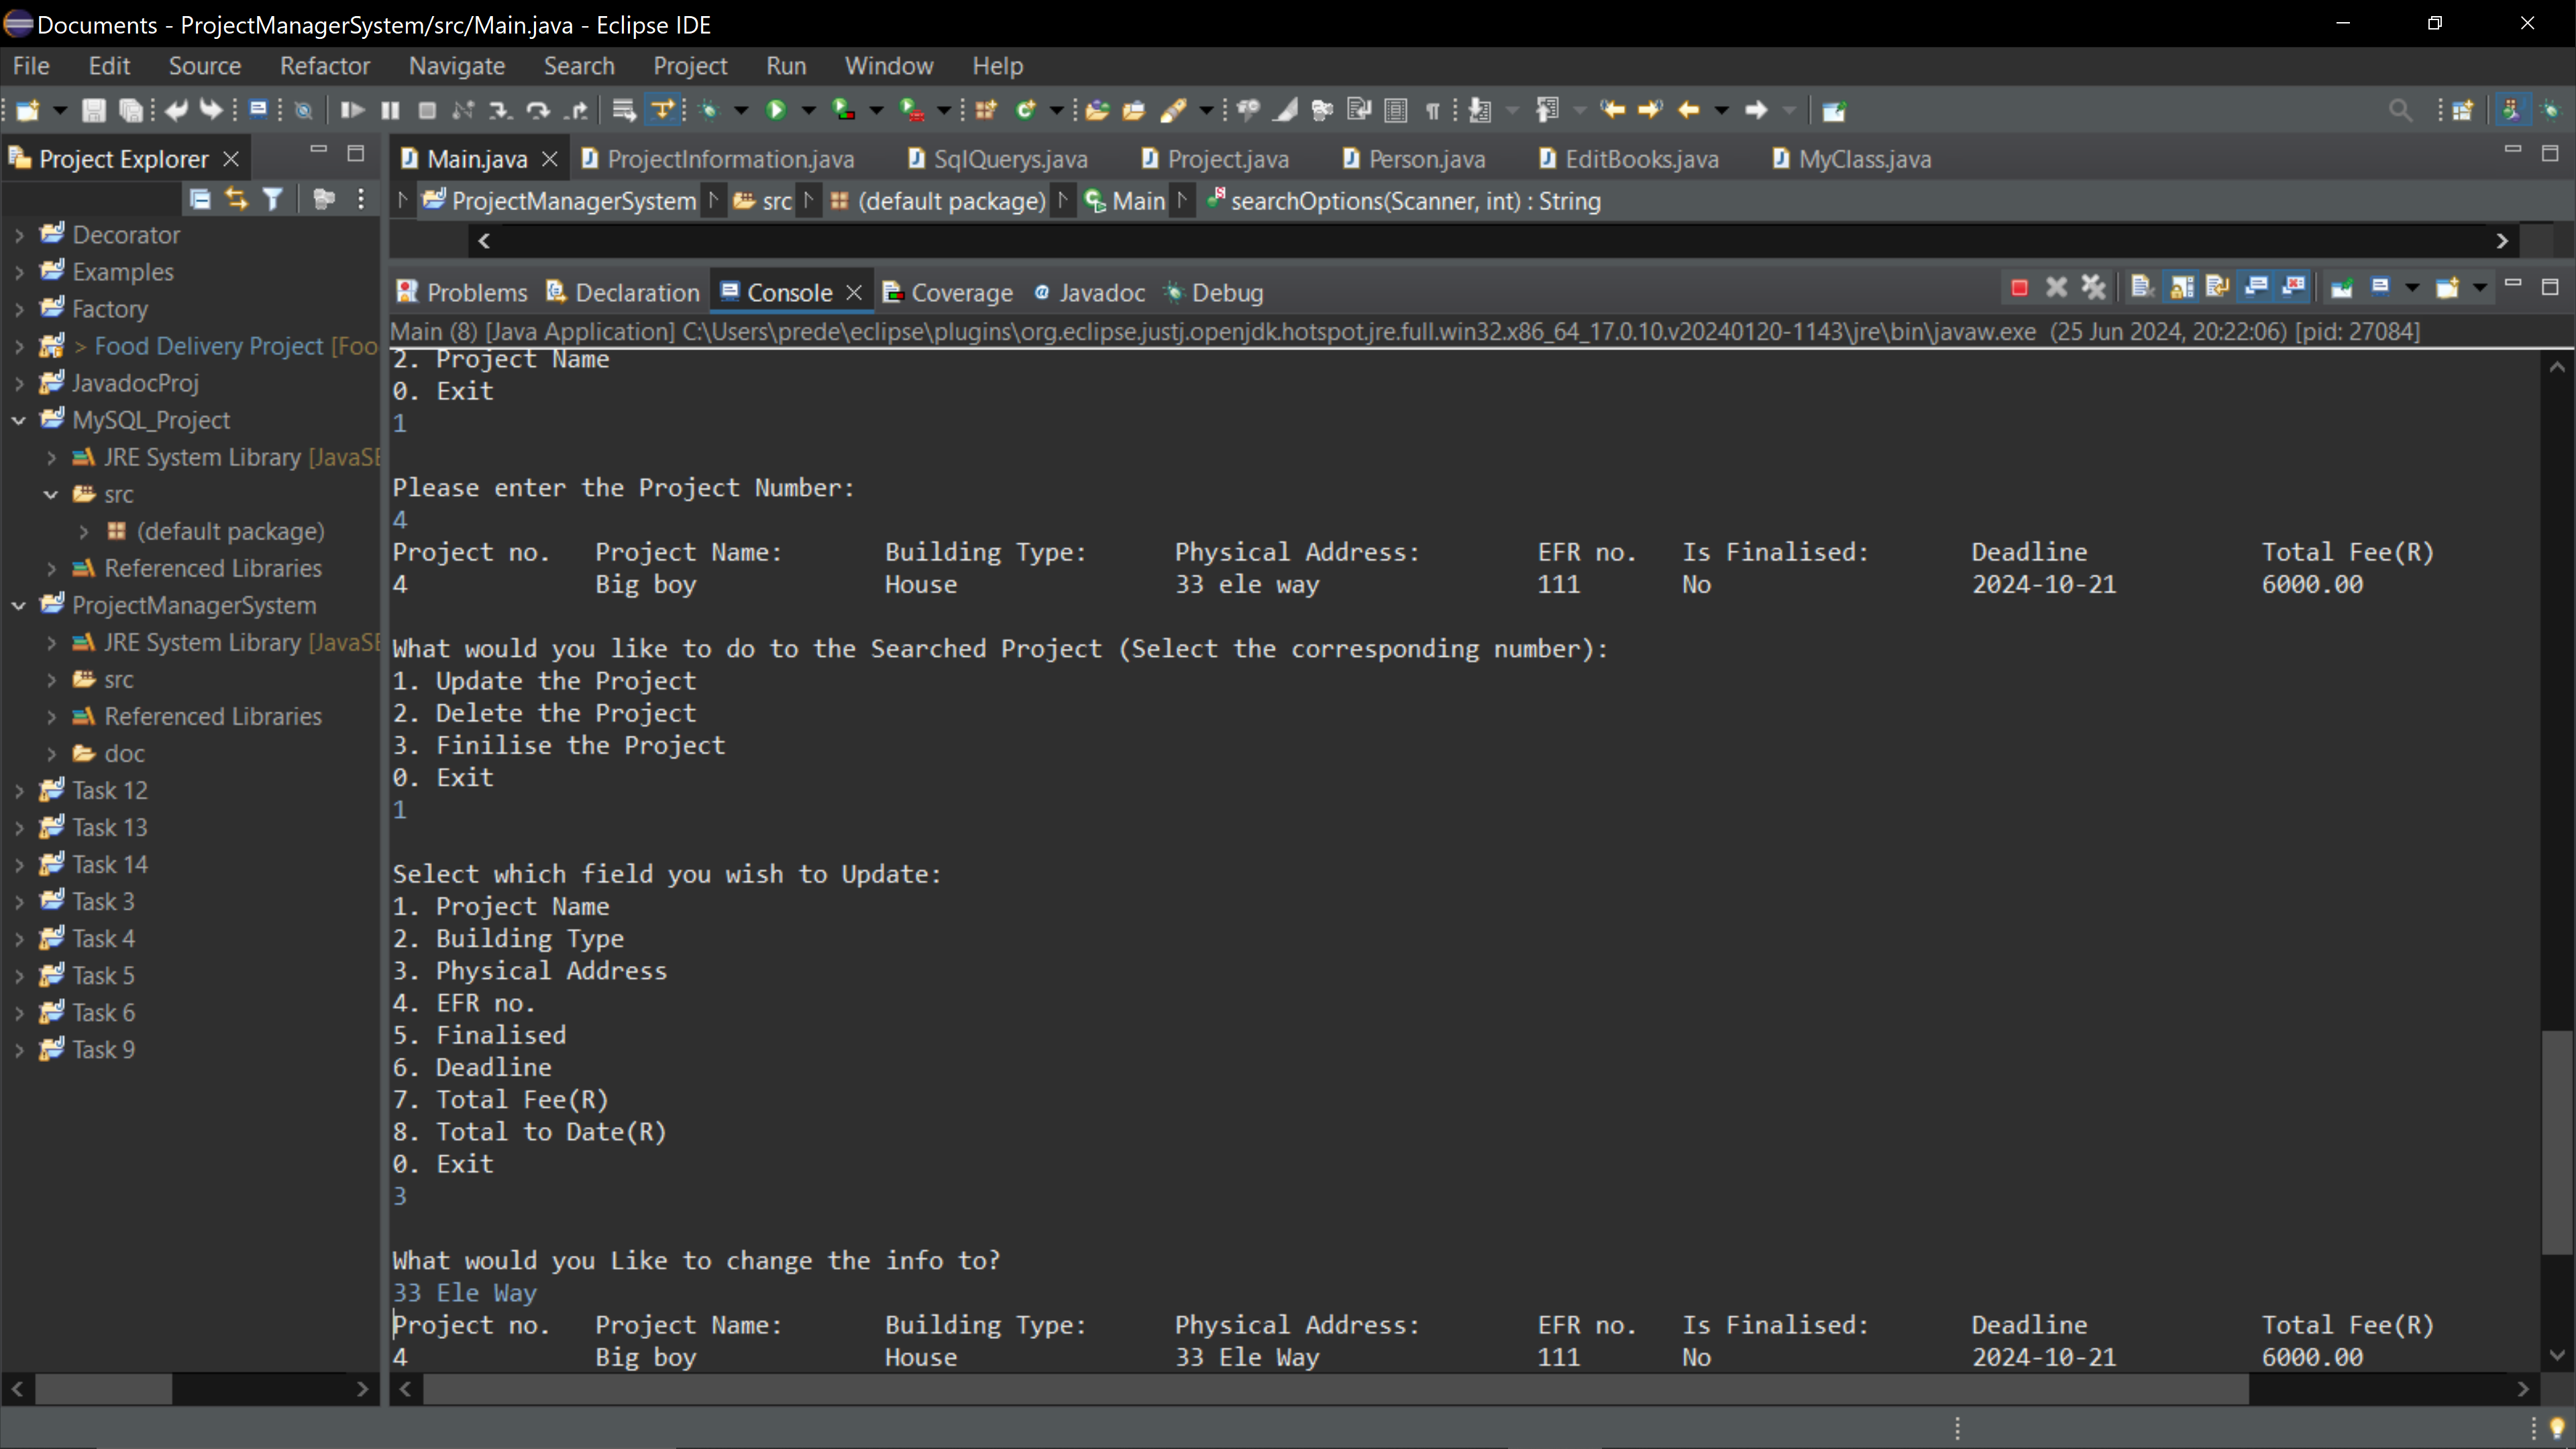 Documents - ProjectManagerSystem/src/Main.java - Eclipse IDE
File Edit Source Refactor Navigate Search Project Run Window Help
Project Explorer
Main.java ProjectInformation.java SqlQuerys.java Project.java Person.java EditBooks.java MyClass.java
ProjectManagerSystem src (default package) Main searchOptions(Scanner, int) : String
Decorator
Examples
Factory
> Food Delivery Project [Foo
JavadocProj
MySQL_Project
JRE System Library [JavaSE
src
(default package)
Referenced Libraries
ProjectManagerSystem
JRE System Library [JavaSE
src
Referenced Libraries
doc
Task 12
Task 13
Task 14
Task 3
Task 4
Task 5
Task 6
Task 9
Problems Declaration Console Coverage Javadoc Debug
Main (8) [Java Application] C:\Users\prede\eclipse\plugins\org.eclipse.justj.openjdk.hotspot.jre.full.win32.x86_64_17.0.10.v20240120-1143\jre\bin\javaw.exe (25 Jun 2024, 20:22:06) [pid: 27084]
2. Project Name
0. Exit
1
Please enter the Project Number:
4
Project no. Project Name: Building Type: Physical Address: EFR no. Is Finalised: Deadline Total Fee(R)
4 Big boy House 33 ele way 111 No 2024-10-21 6000.00
What would you like to do to the Searched Project (Select the corresponding number):
1. Update the Project
2. Delete the Project
3. Finilise the Project
0. Exit
1
Select which field you wish to Update:
1. Project Name
2. Building Type
3. Physical Address
4. EFR no.
5. Finalised
6. Deadline
7. Total Fee(R)
8. Total to Date(R)
0. Exit
3
What would you Like to change the info to?
33 Ele Way
Project no. Project Name: Building Type: Physical Address: EFR no. Is Finalised: Deadline Total Fee(R)
4 Big boy House 33 Ele Way 111 No 2024-10-21 6000.00